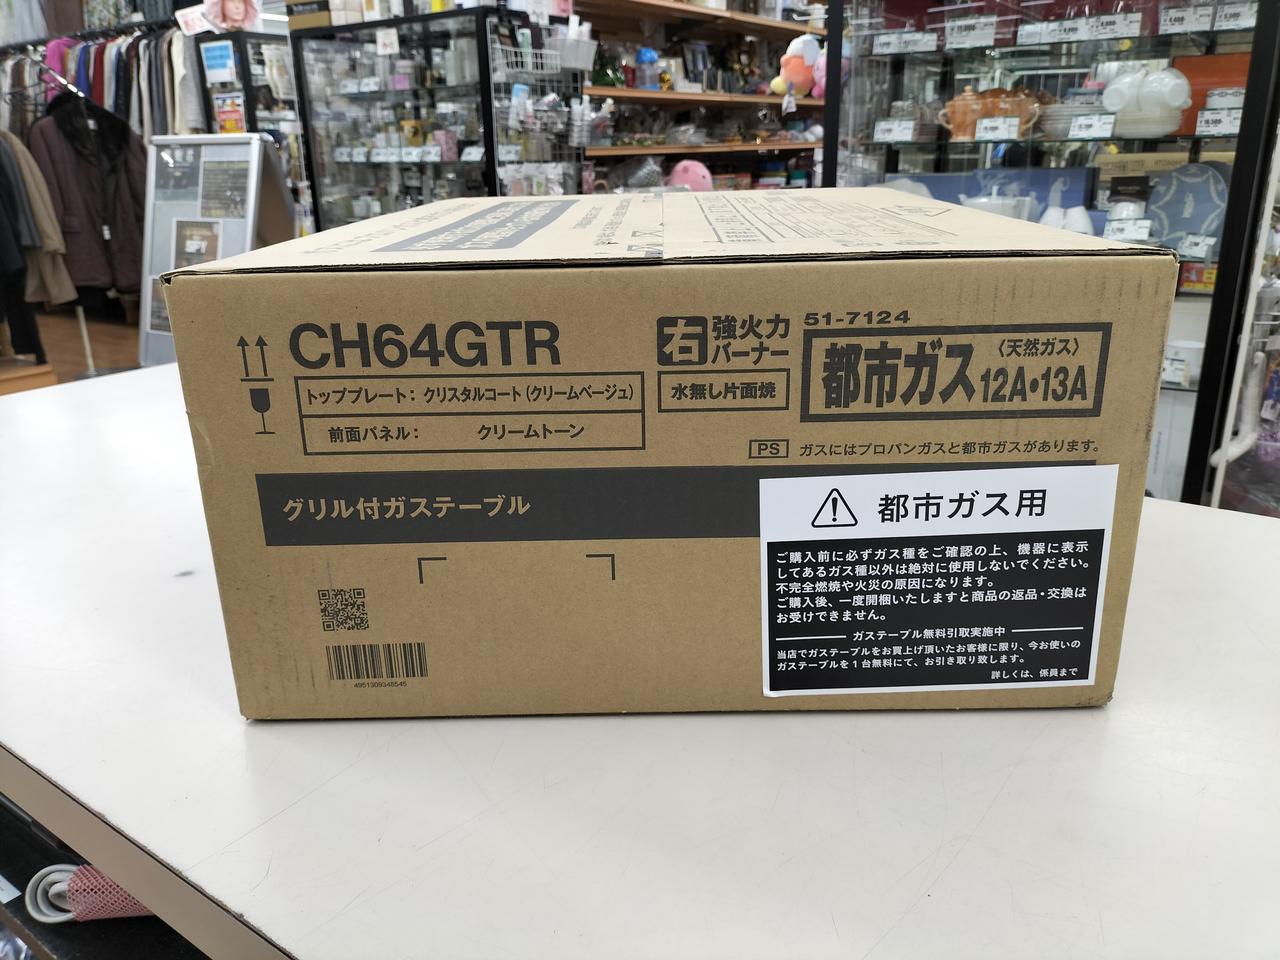 CH64GTR
トッププレート： クリスタルコート（クリームベージュ）
前面パネル： クリームトーン
右 強火力バーナー
水無し片面焼
51-7124
都市ガス 〈天然ガス〉 12A・13A
PS ガスにはプロパンガスと都市ガスがあります。
グリル付ガステーブル
4951309348545
都市ガス用
ご購入前に必ずガス種をご確認の上、機器に表示
してあるガス種以外は絶対に使用しないでください。
不完全燃焼や火災の原因になります。
ご購入後、一度開梱いたしますと商品の返品・交換は
お受けできません。
ガステーブル無料引取実施中
当店でガステーブルをお買上げ頂いたお客様に限り、今お使いの
ガステーブルを１台無料にて、お引き取り致します。
詳しくは、係員まで